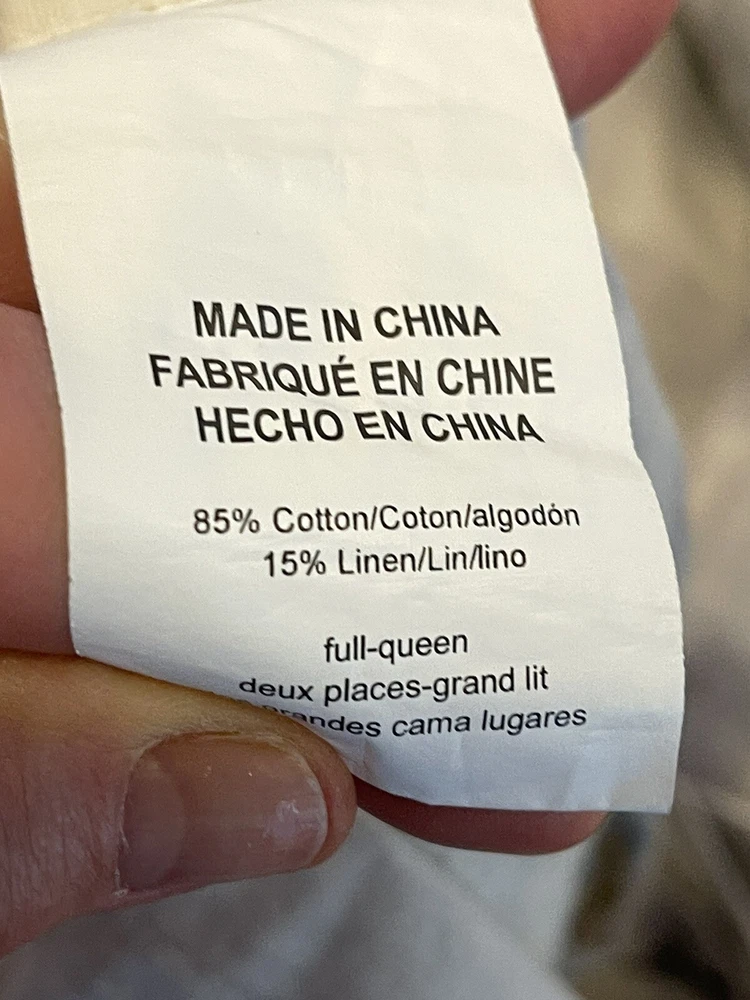 MADE IN CHINA
FABRIQUÉ EN CHINE
HECHO EN CHINA
85% Cotton/Coton/algodón
15% Linen/Lin/lino
full-queen
deux places-grand lit
cama lugares